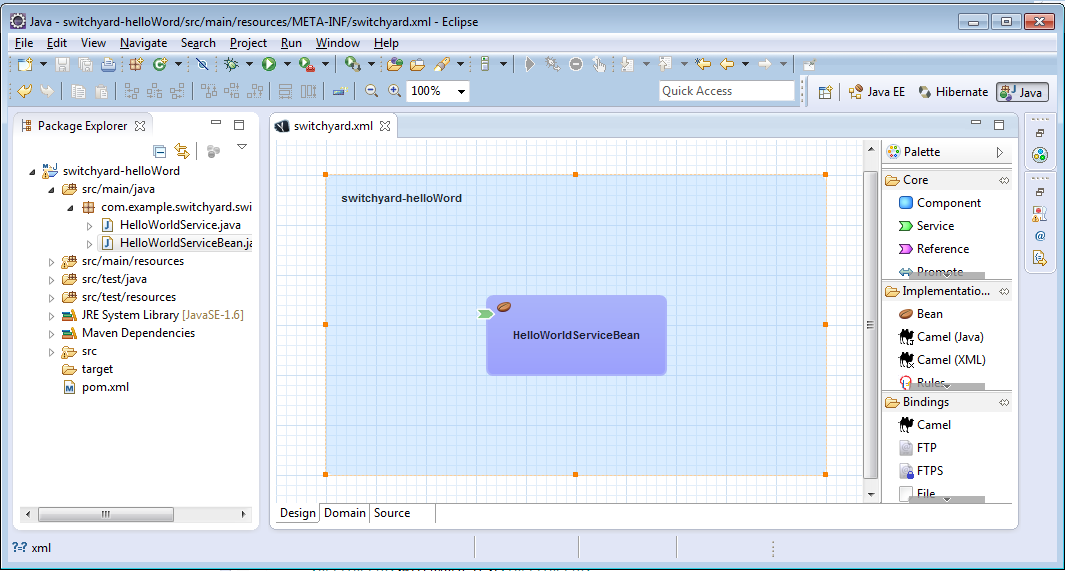 Java - switchyard-helloWord/src/main/resources/META-INF/switchyard.xml - Eclipse
File Edit View Navigate Search Project Run Window Help
100% Quick Access Java EE Hibernate Java
Package Explorer
switchyard-helloWord
src/main/java
com.example.switchyard.swi
HelloWorldService.java
HelloWorldServiceBean.ja
src/main/resources
src/test/java
src/test/resources
JRE System Library [JavaSE-1.6]
Maven Dependencies
src
target
pom.xml
switchyard.xml
switchyard-helloWord
HelloWorldServiceBean
Design Domain Source
Palette
Core
Component
Service
Reference
Promote
Implementatio...
Bean
Camel (Java)
Camel (XML)
Rules
Bindings
Camel
FTP
FTPS
File
?=? xml